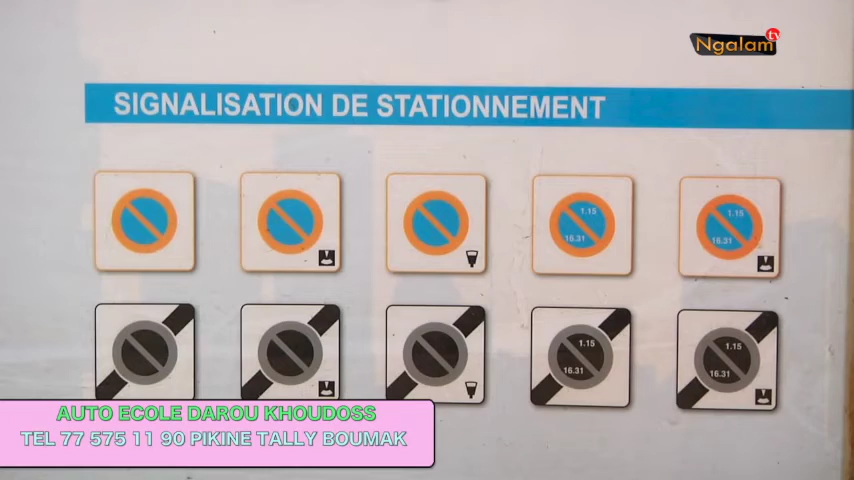 Ngalam tv
SIGNALISATION DE STATIONNEMENT
1.15 1.15
16.31 16.31
1.15 1.15
16.31 16.31
AUTO ECOLE DAROU KHOUDOSS
TEL 77 575 11 90 PIKINE TALLY BOUMAK